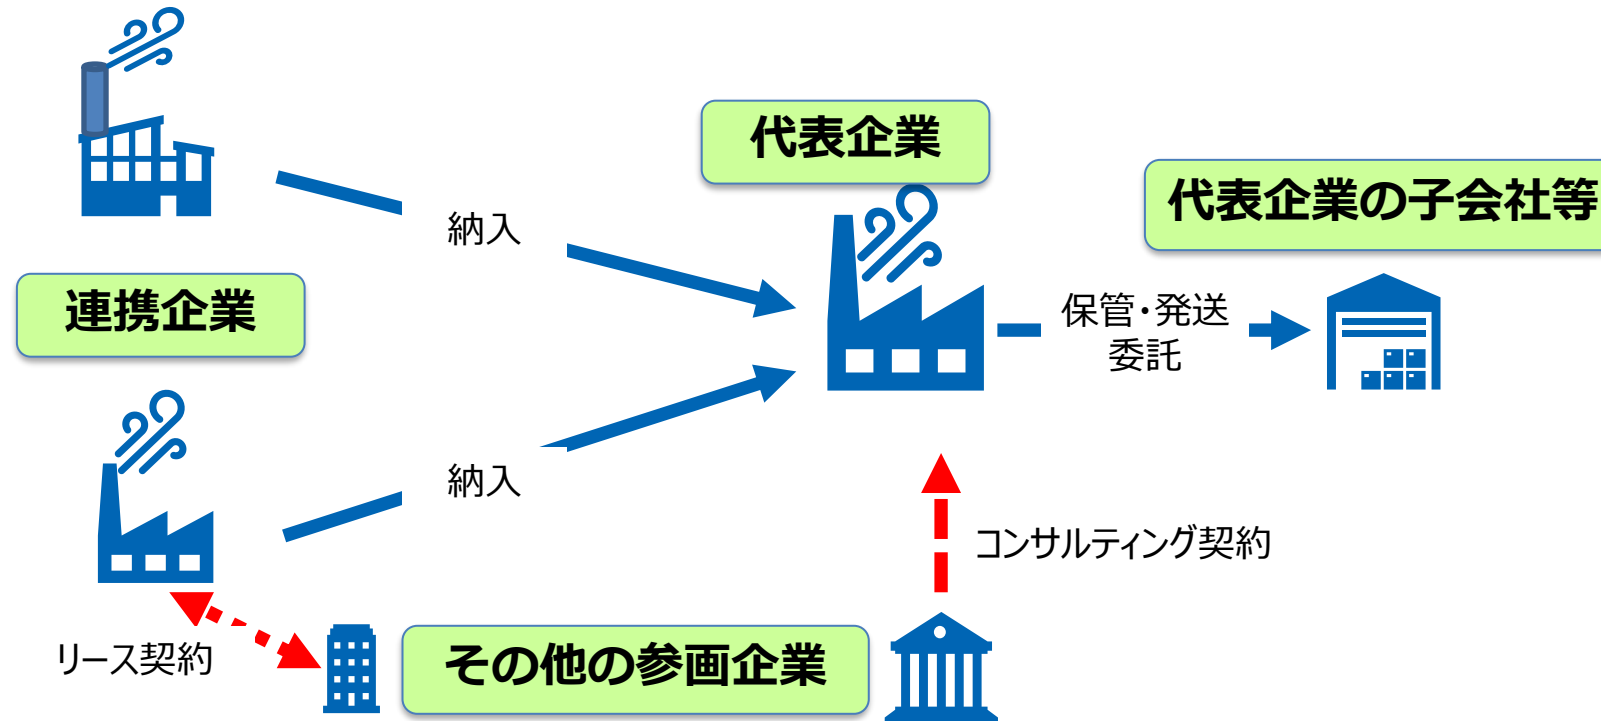 代表企業
代表企業の子会社等
納入
連携企業
保管・発送
委託
納入
コンサルティング契約
リース契約
その他の参画企業